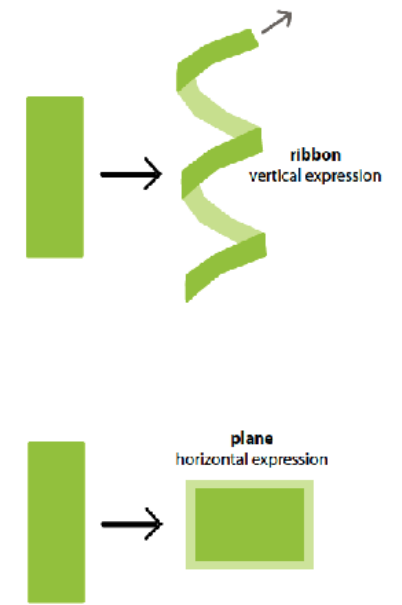 ribbon
vertical expression
plane
horizontal expression